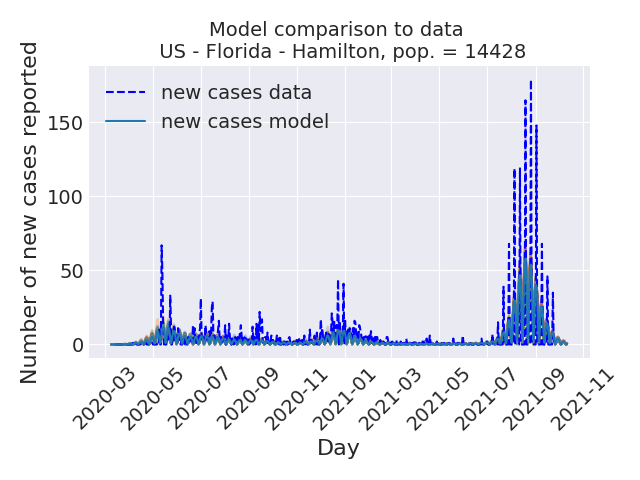 Model comparison to data
US - Florida - Hamilton, pop. = 14428
Number of new cases reported
new cases data
new cases model
150
100
50
0
2020-03
2020-05
2020-07
2020-09
2020-11
2021-01
2021-03
2021-05
2021-07
2021-09
2021-11
Day